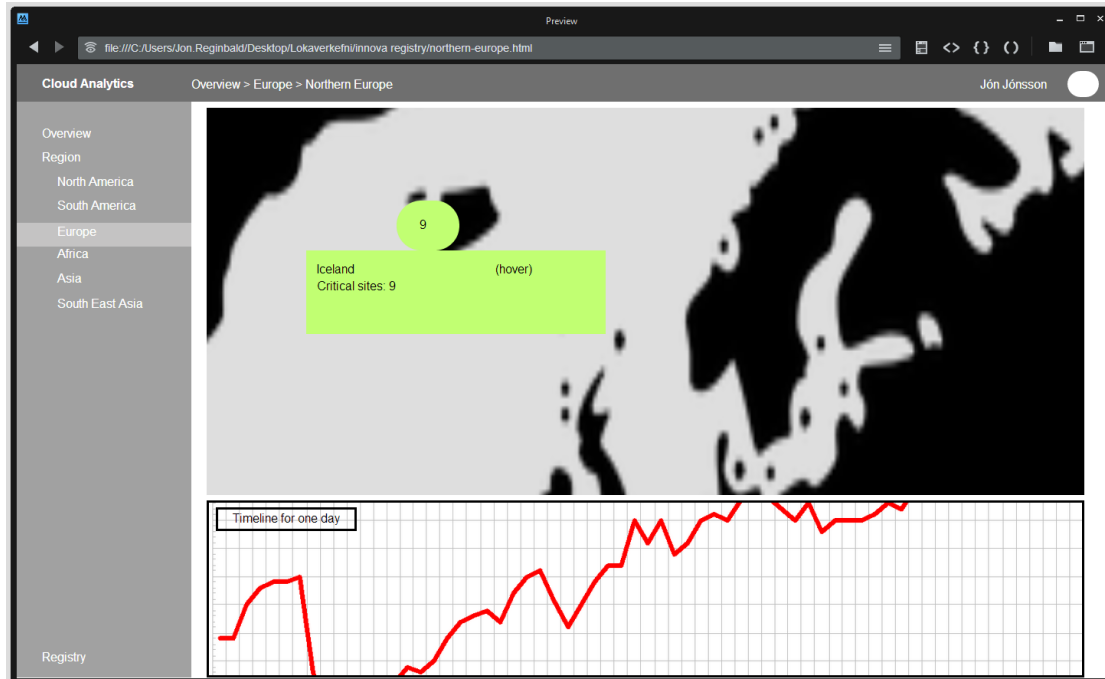 Preview
file:///C:/Users/Jon.Reginbald/Desktop/Lokaverkefni/innova registry/northern-europe.html
Cloud Analytics
Overview > Europe > Northern Europe
Jón Jónsson
Overview
Region
North America
South America
Europe
Africa
Asia
South East Asia
Registry
9
Iceland (hover)
Critical sites: 9
Timeline for one day